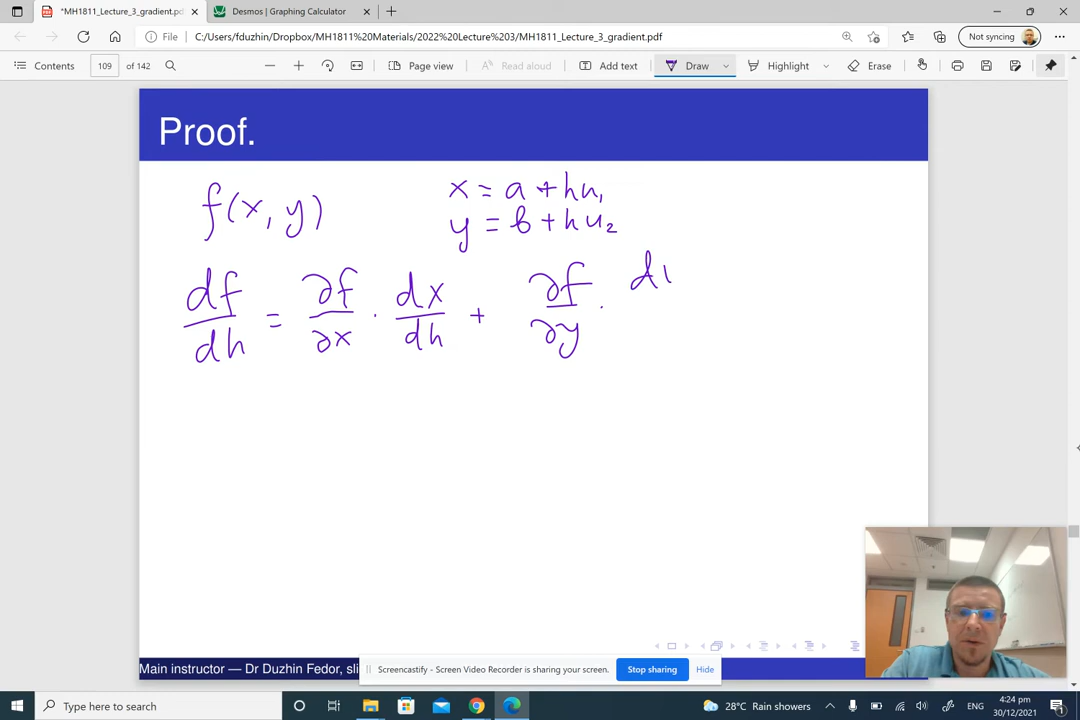 *MH1811_Lecture_3_gradient.pd
Desmos | Graphing Calculator
File
C:/Users/fduzhin/Dropbox/MH1811%20Materials/2022%20Lecture%203/MH1811_Lecture_3_gradient.pdf
Not syncing
Contents
109 of 142
Page view
Read aloud
Add text
Draw
Highlight
Erase
Proof.
f(x, y)
x = a + hu₁
y = b + hu₂
df/dh = ∂f/∂x · dx/dh + ∂f/∂y · d
Main instructor — Dr Duzhin Fedor, sli
Screencastify - Screen Video Recorder is sharing your screen.
Stop sharing
Hide
Type here to search
28°C Rain showers
ENG
4:24 pm
30/12/2021
1